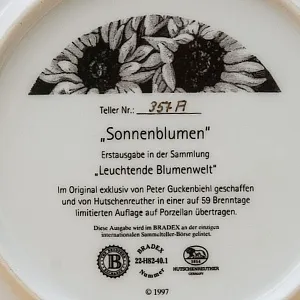 Teller Nr.: 357 A
„Sonnenblumen"
Erstausgabe in der Sammlung
„Leuchtende Blumenwelt"
Im Original exklusiv von Peter Guckenbiehl geschaffen
und von Hutschenreuther in einer auf 59 Brenntage
limitierten Auflage auf Porzellan übertragen.
Diese Ausgabe wird im BRADEX an der einzigen
internationalen Sammelteller-Börse gelistet.
BRADEX
B
22-H82-40.1
Nummer
1814
HUTSCHENREUTHER
GERMANY
© 1997